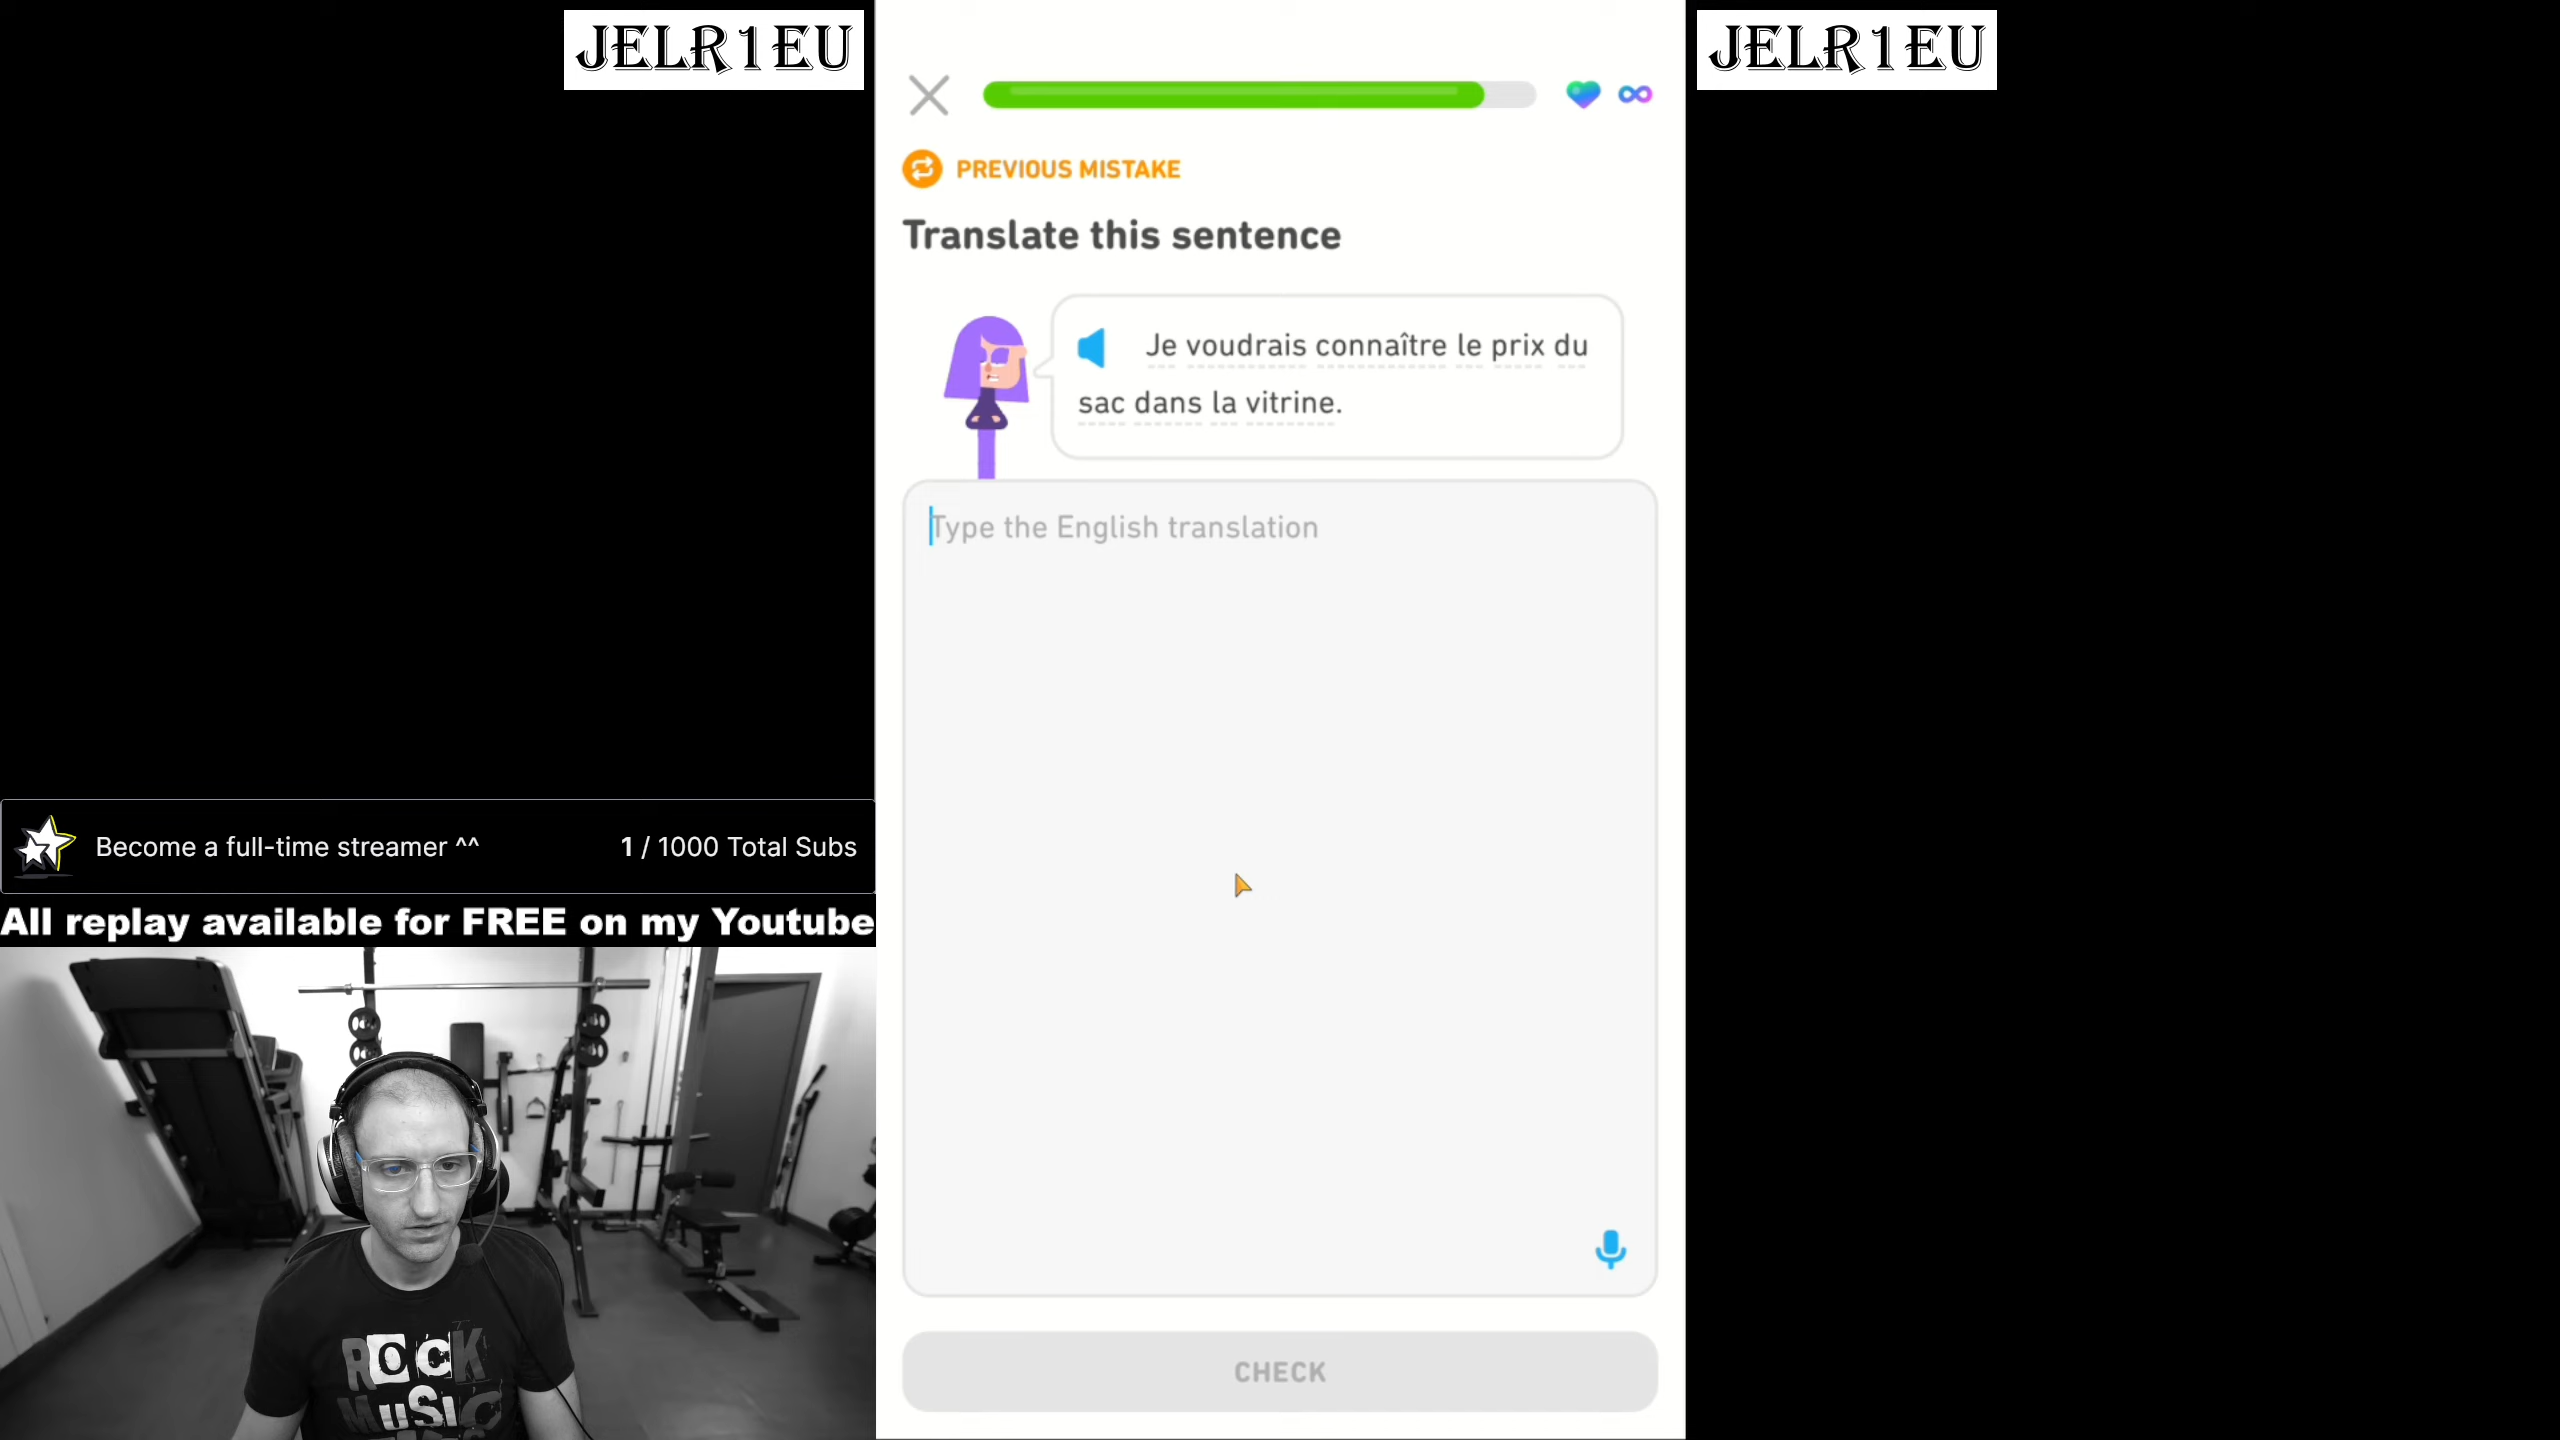 JELR1EU
JELR1EU
PREVIOUS MISTAKE
Translate this sentence
Je voudrais connaître le prix du
sac dans la vitrine.
Type the English translation
CHECK
Become a full-time streamer ^^ 1 / 1000 Total Subs
All replay available for FREE on my Youtube
ROCK
MUSIC